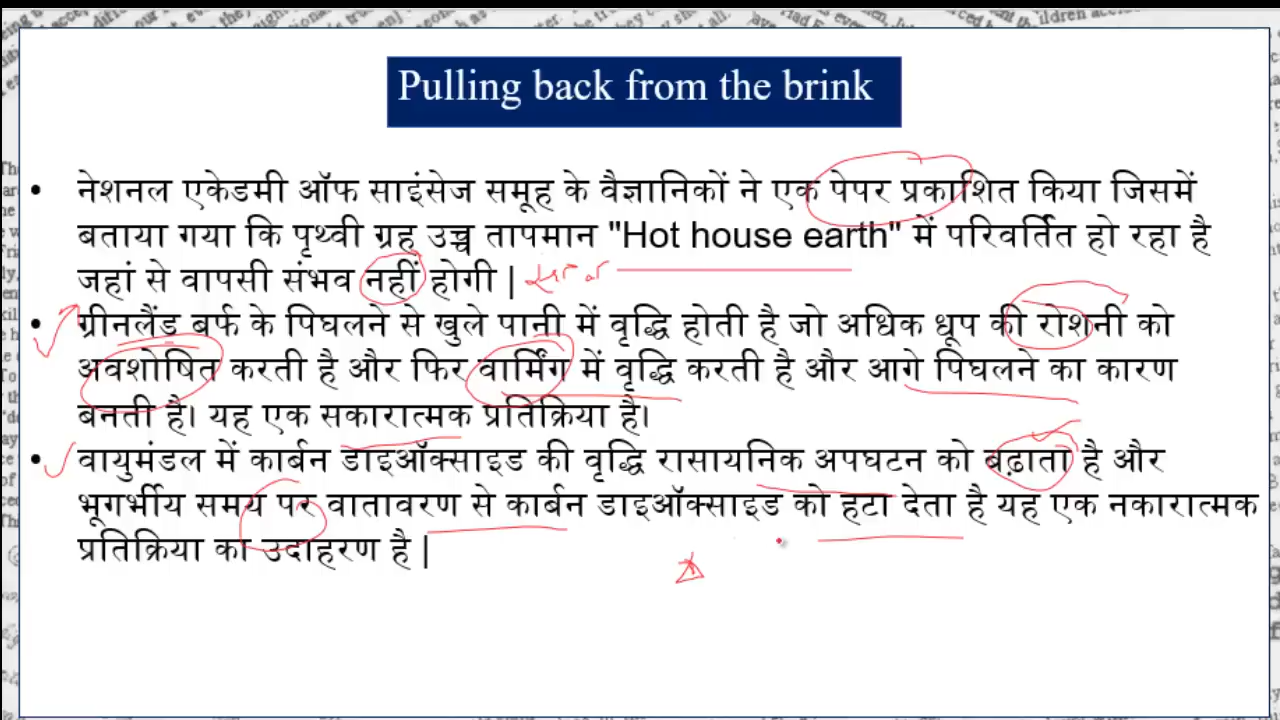 Pulling back from the brink
• नेशनल एकेडमी ऑफ साइंसेज समूह के वैज्ञानिकों ने एक पेपर प्रकाशित किया जिसमें
बताया गया कि पृथ्वी ग्रह उच्च तापमान "Hot house earth" में परिवर्तित हो रहा है
जहां से वापसी संभव नहीं होगी |
• ग्रीनलैंड बर्फ के पिघलने से खुले पानी में वृद्धि होती है जो अधिक धूप की रोशनी को
अवशोषित करती है और फिर वार्मिंग में वृद्धि करती है और आगे पिघलने का कारण
बनती है। यह एक सकारात्मक प्रतिक्रिया है।
• वायुमंडल में कार्बन डाइऑक्साइड की वृद्धि रासायनिक अपघटन को बढ़ाता है और
भूगर्भीय समय पर वातावरण से कार्बन डाइऑक्साइड को हटा देता है यह एक नकारात्मक
प्रतिक्रिया का उदाहरण है |